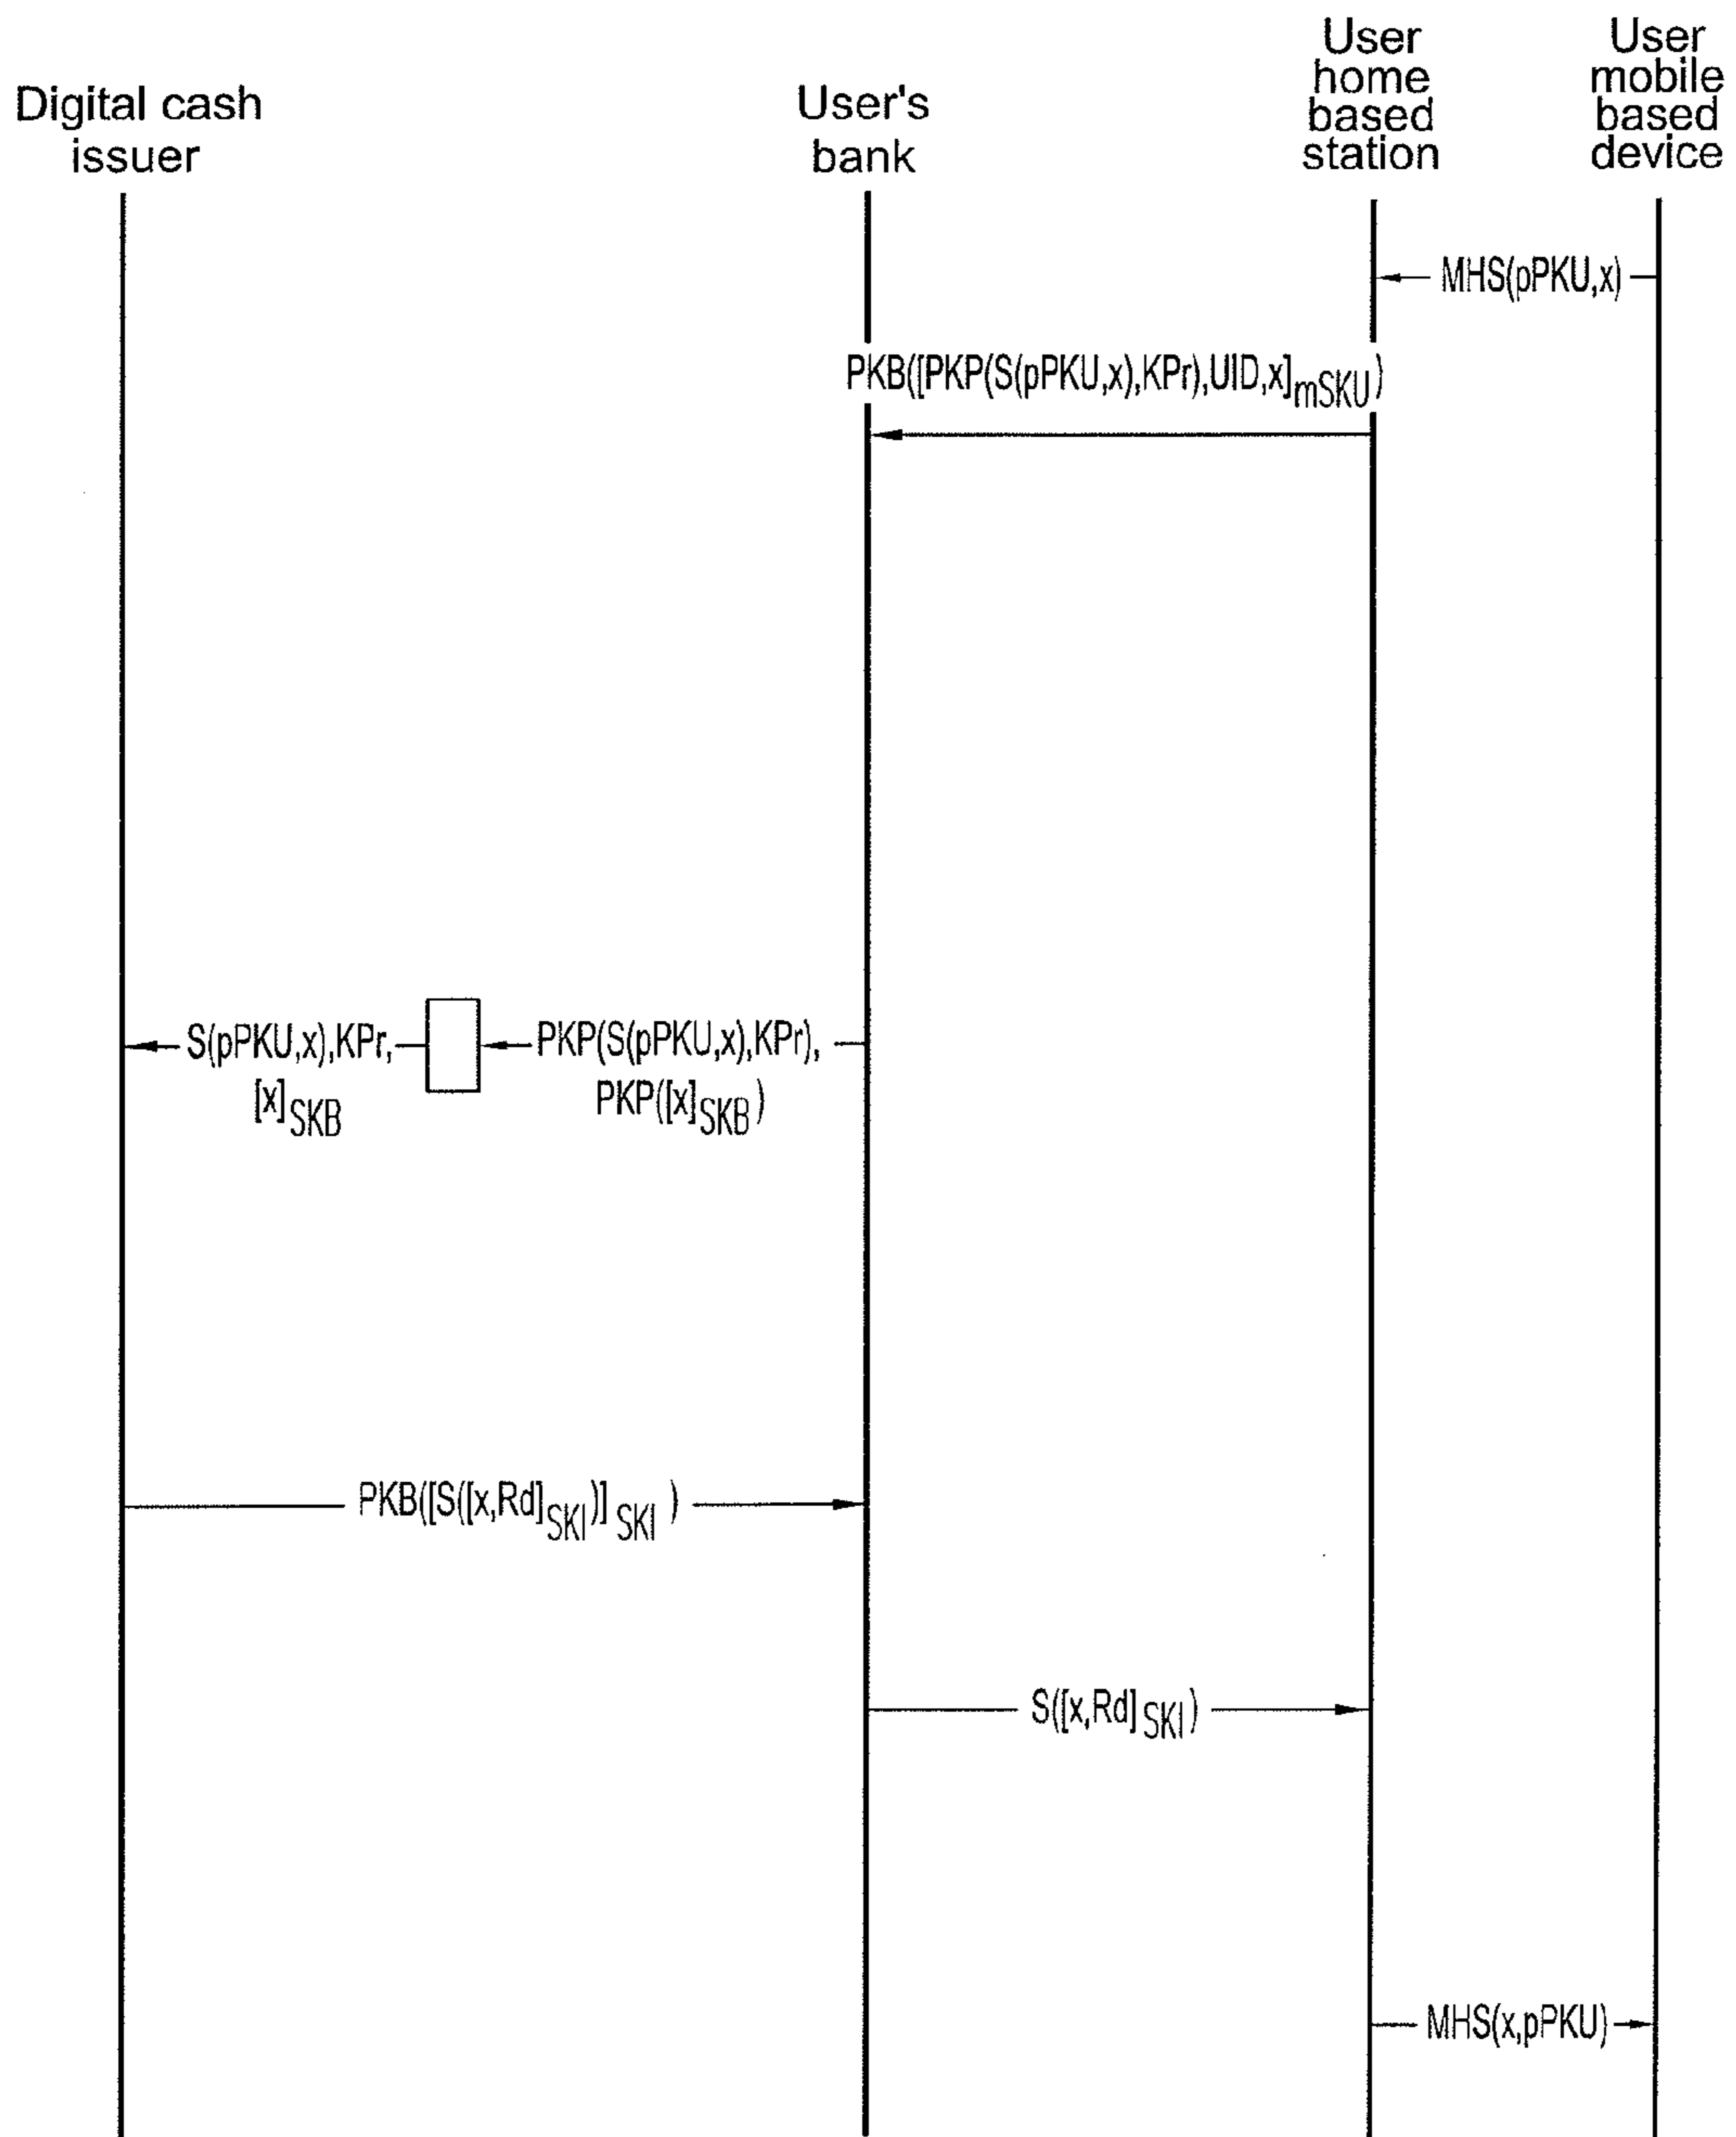 Digital cash
issuer
User's
bank
User
home
based
station
User
mobile
based
device
MHS(pPKU,x)
PKB([PKP(S(pPKU,x),KPr),UID,x]mSKU)
S(pPKU,x),KPr,
[x]SKB
PKP(S(pPKU,x),KPr),
PKP([x]SKB)
PKB([S([x,Rd]SKI)]SKI)
S([x,Rd]SKI)
MHS(x,pPKU)